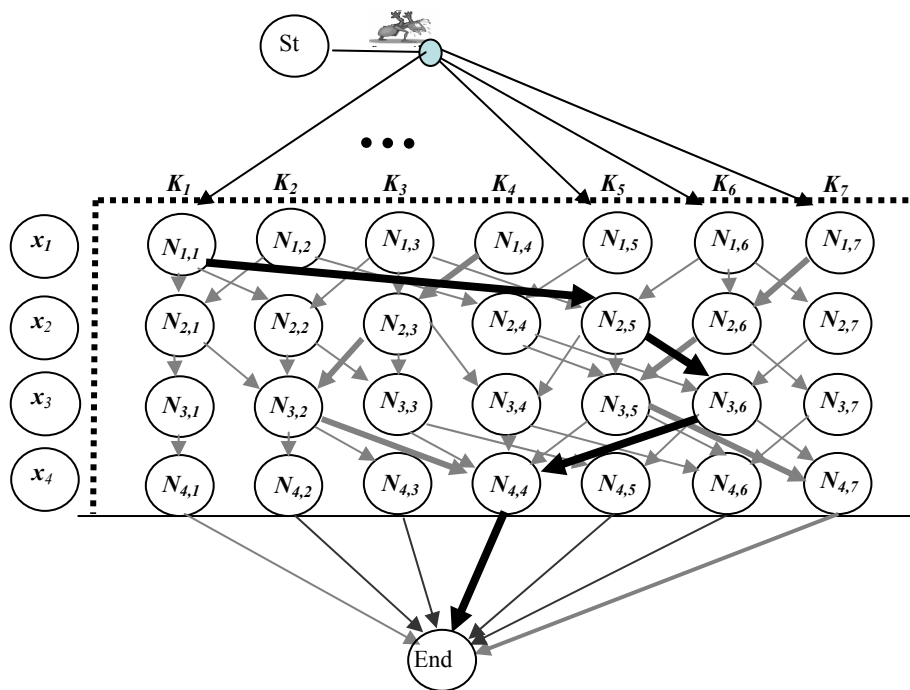 St
K1 K2 K3 K4 K5 K6 K7
x1 N1,1 N1,2 N1,3 N1,4 N1,5 N1,6 N1,7
x2 N2,1 N2,2 N2,3 N2,4 N2,5 N2,6 N2,7
x3 N3,1 N3,2 N3,3 N3,4 N3,5 N3,6 N3,7
x4 N4,1 N4,2 N4,3 N4,4 N4,5 N4,6 N4,7
End